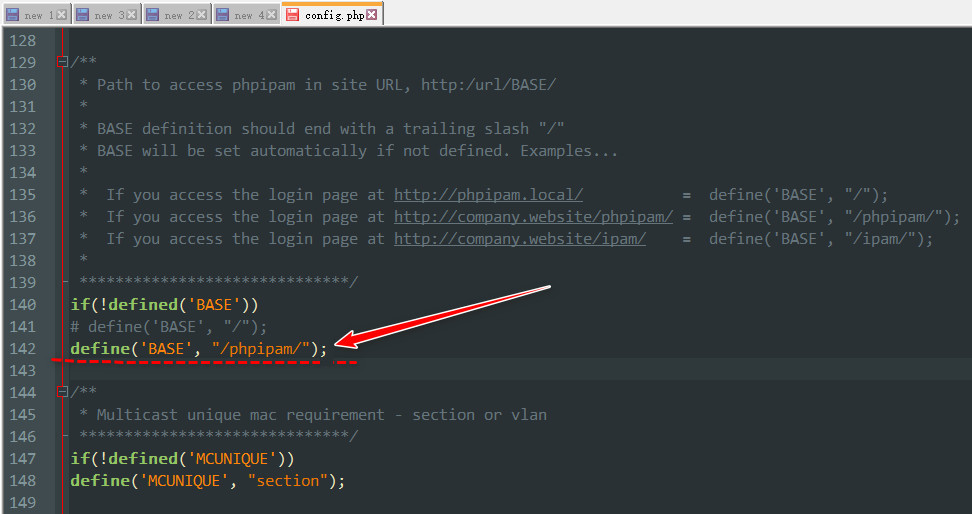 new 1 new 3 new 2 new 4 config.php
128
129 /**
130 * Path to access phpipam in site URL, http:/url/BASE/
131 *
132 * BASE definition should end with a trailing slash "/"
133 * BASE will be set automatically if not defined. Examples...
134 *
135 * If you access the login page at http://phpipam.local/ = define('BASE', "/");
136 * If you access the login page at http://company.website/phpipam/ = define('BASE', "/phpipam/");
137 * If you access the login page at http://company.website/ipam/ = define('BASE', "/ipam/");
138 *
139 ******************************/
140 if(!defined('BASE'))
141 # define('BASE', "/");
142 define('BASE', "/phpipam/");
143
144 /**
145 * Multicast unique mac requirement - section or vlan
146 ******************************/
147 if(!defined('MCUNIQUE'))
148 define('MCUNIQUE', "section");
149